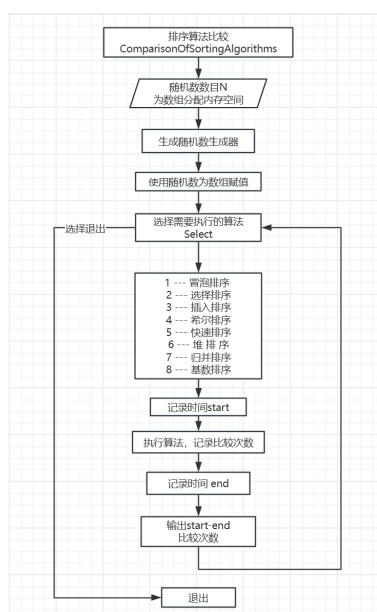 排序算法比较
ComparisonOfSortingAlgorithms
随机数数目N
为数组分配内存空间
生成随机数生成器
使用随机数为数组赋值
选择需要执行的算法
Select
选择退出
1 --- 冒泡排序
2 --- 选择排序
3 --- 插入排序
4 --- 希尔排序
5 --- 快速排序
6 --- 堆 排 序
7 --- 归并排序
8 --- 基数排序
记录时间start
执行算法，记录比较次数
记录时间 end
输出start-end
比较次数
退出